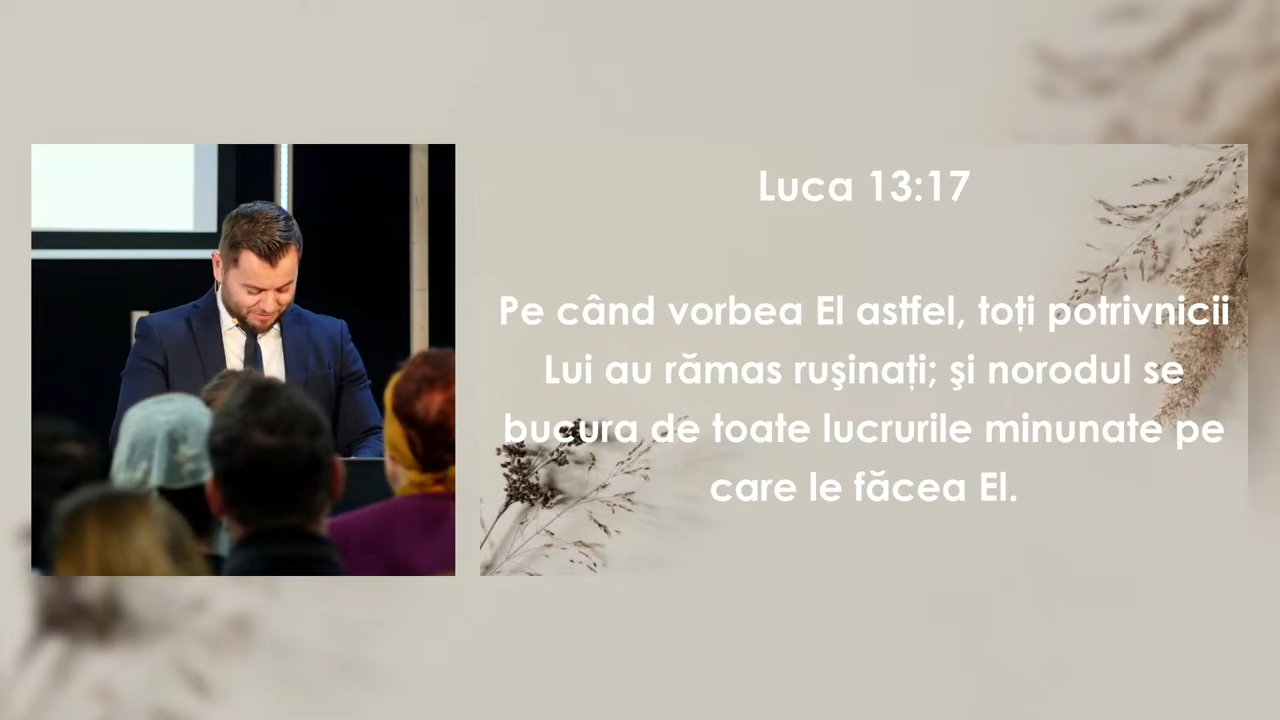 Luca 13:17
Pe când vorbea El astfel, toți potrivnicii
Lui au rămas ruşinați; şi norodul se
bucura de toate lucrurile minunate pe
care le făcea El.